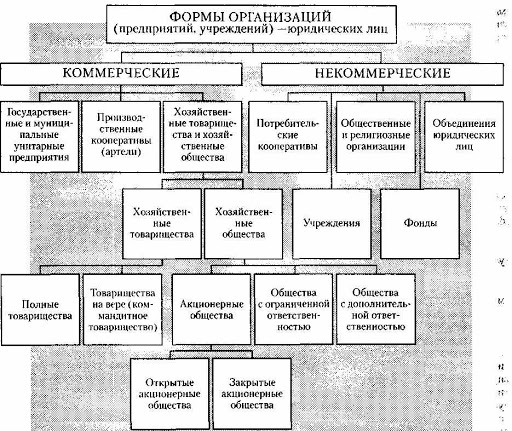 ФОРМЫ ОРГАНИЗАЦИЙ
(предприятий, учреждений) —юридических лиц
КОММЕРЧЕСКИЕ
НЕКОММЕРЧЕСКИЕ
Государствен-
ные и муници-
пальные
унитарные
предприятия
Производ-
ственные
кооперативы
(артели)
Хозяйствен-
ные товарище-
ства и хозяй-
ственные
общества
Потребитель-
ские
кооперативы
Общественные
и религиозные
организации
Объединения
юридических
лиц
Хозяйствен-
ные
товарищества
Хозяйствен-
ные
общества
Учреждения
Фонды
Полные
товарищества
Товарищества
на вере (ком-
мандитное
товарищество)
Акционерные
общества
Общества
с ограниченной
ответствен-
ностью
Общества
с дополнитель-
ной ответ-
ственностью
Открытые
акционерные
общества
Закрытые
акционерные
общества